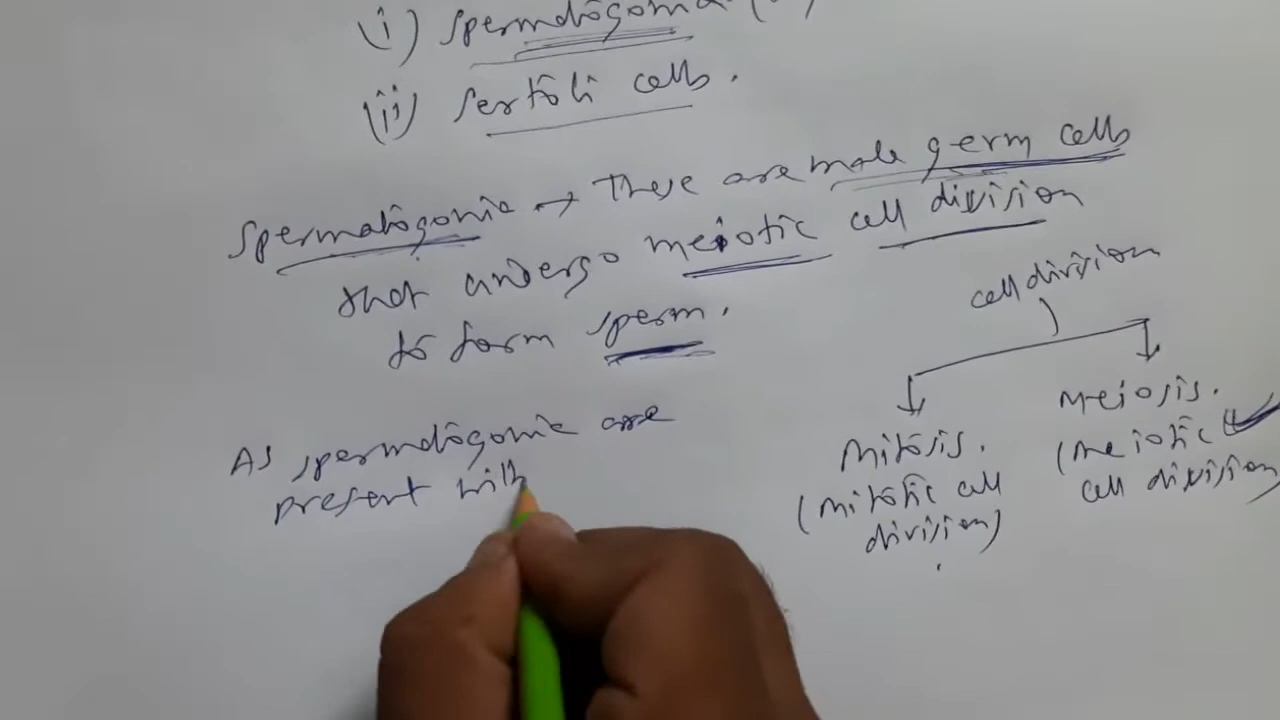 (i) spermatogonia
(ii) sertoli cells.
spermatogonia → These are male germ cells
that undergo meiotic cell division
to form sperm.
cell division
Mitosis.
(mitotic cell
division)
Meiosis.
(meiotic
cell division)
As spermatogonia are
present with